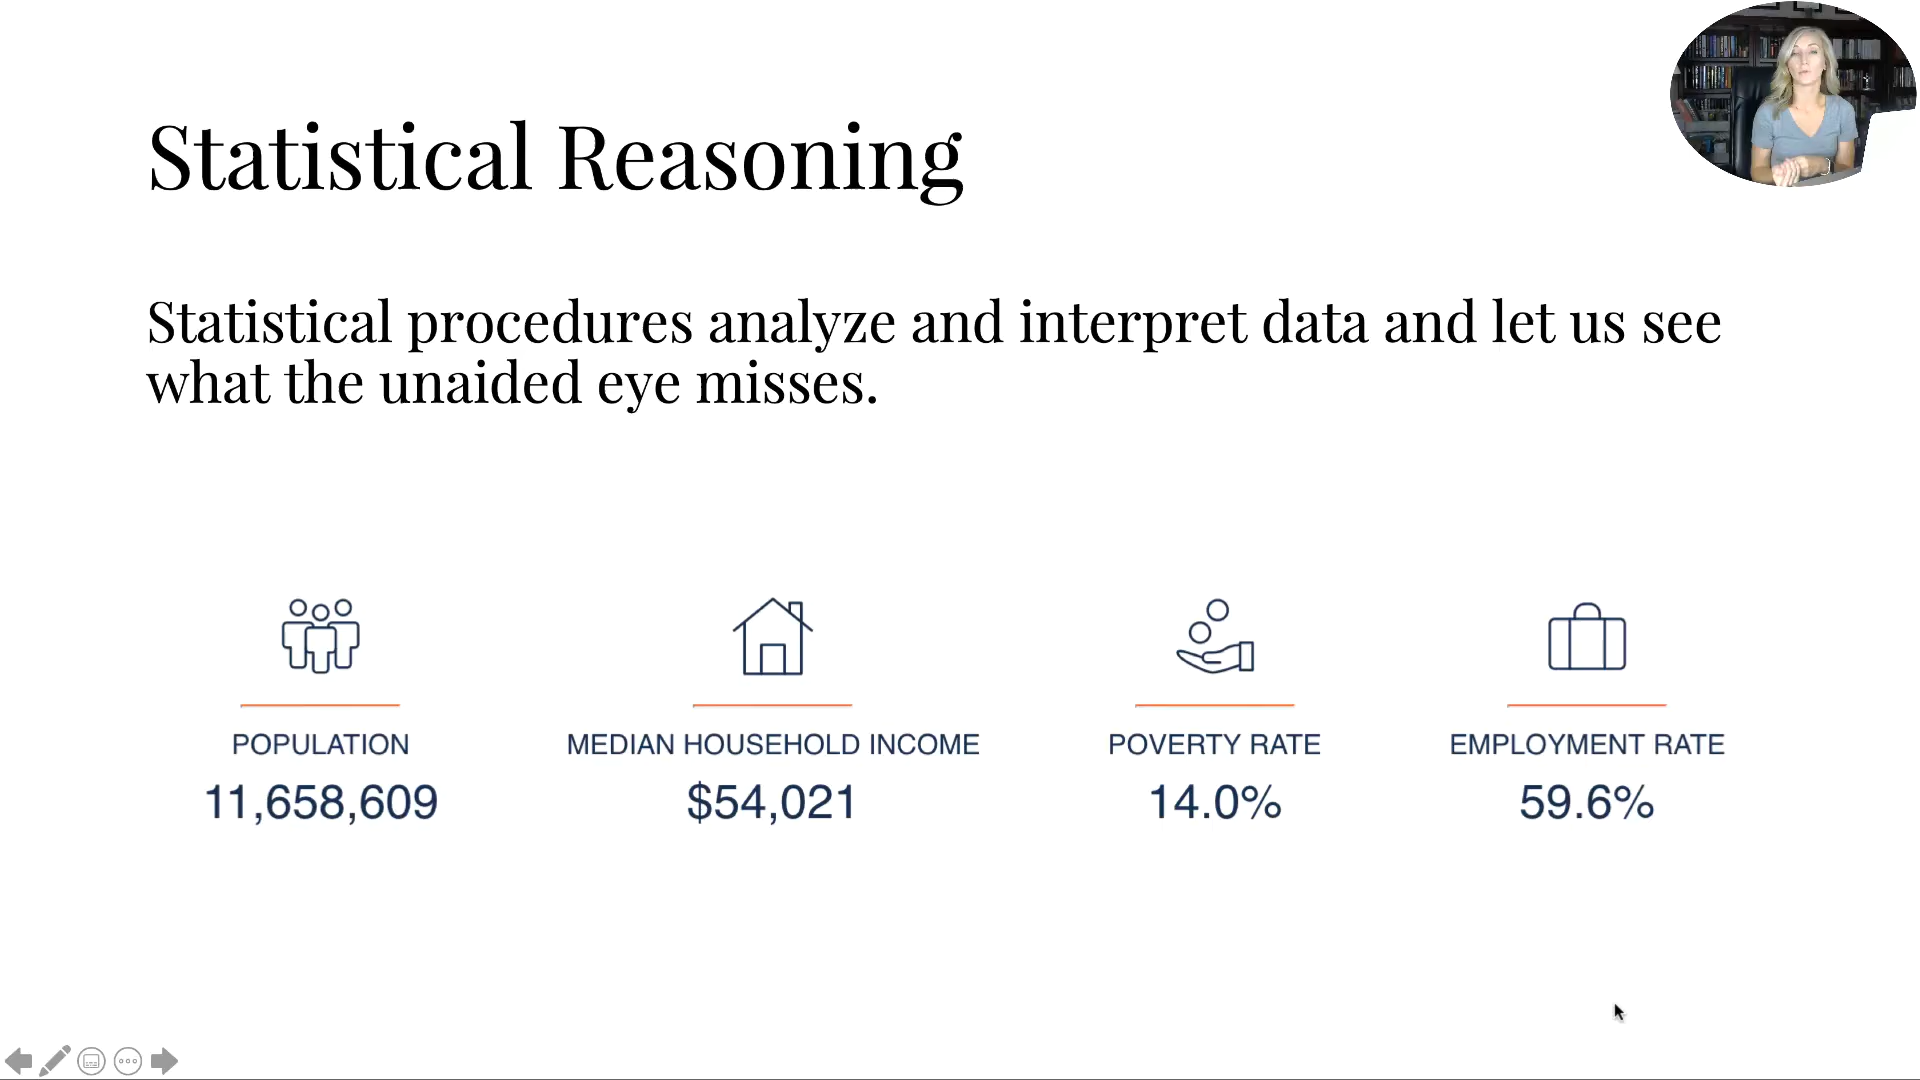 Statistical Reasoning
Statistical procedures analyze and interpret data and let us see
what the unaided eye misses.
POPULATION
11,658,609
MEDIAN HOUSEHOLD INCOME
$54,021
POVERTY RATE
14.0%
EMPLOYMENT RATE
59.6%